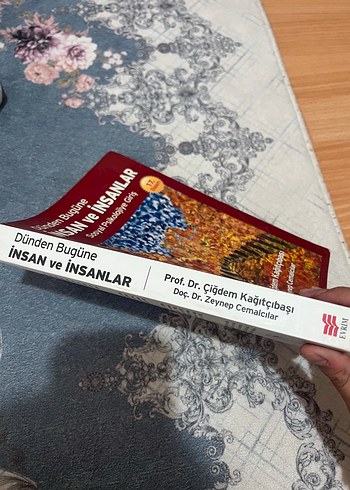 Dünden Bugüne
İNSAN ve İNSANLAR
Sosyal Psikolojiye Giriş
17.
Dünden Bugüne
İNSAN ve İNSANLAR
Prof. Dr. Çiğdem Kağıtçıbaşı
Doç. Dr. Zeynep Cemalcılar
EVRİM